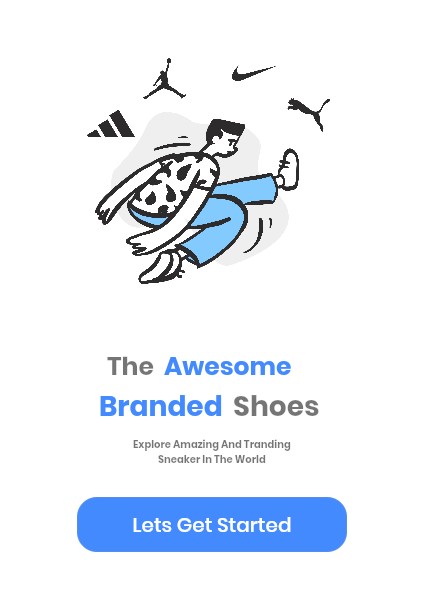 The Awesome
Branded Shoes
Explore Amazing And Tranding
Sneaker In The World
Lets Get Started